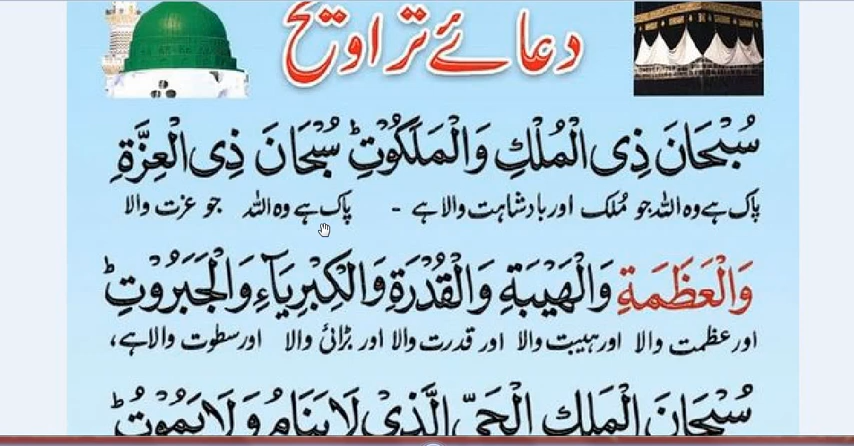 دعائے تراویح
سُبْحَانَ ذِی الْمُلْكِ وَالْمَلَكُوْتِؕ سُبْحَانَ ذِی الْعِزَّةِ
پاک ہے وہ اللہ جو مُلک اور بادشاہت والا ہے - پاک ہے وہ اللہ جو عزت والا
وَالْعَظَمَةِ وَالْهَيْبَةِ وَالْقُدْرَةِ وَالْكِبْرِيَآءِ وَالْجَبَرُوْتِؕ
اور عظمت والا اور ہیبت والا اور قدرت والا اور بڑائی والا اور سطوت والا ہے،
سُبْحَانَ الْمَلِكِ الْحَیِّ الَّذِیْ لَا يَنَامُ وَلَا يَمُوْتُؕ